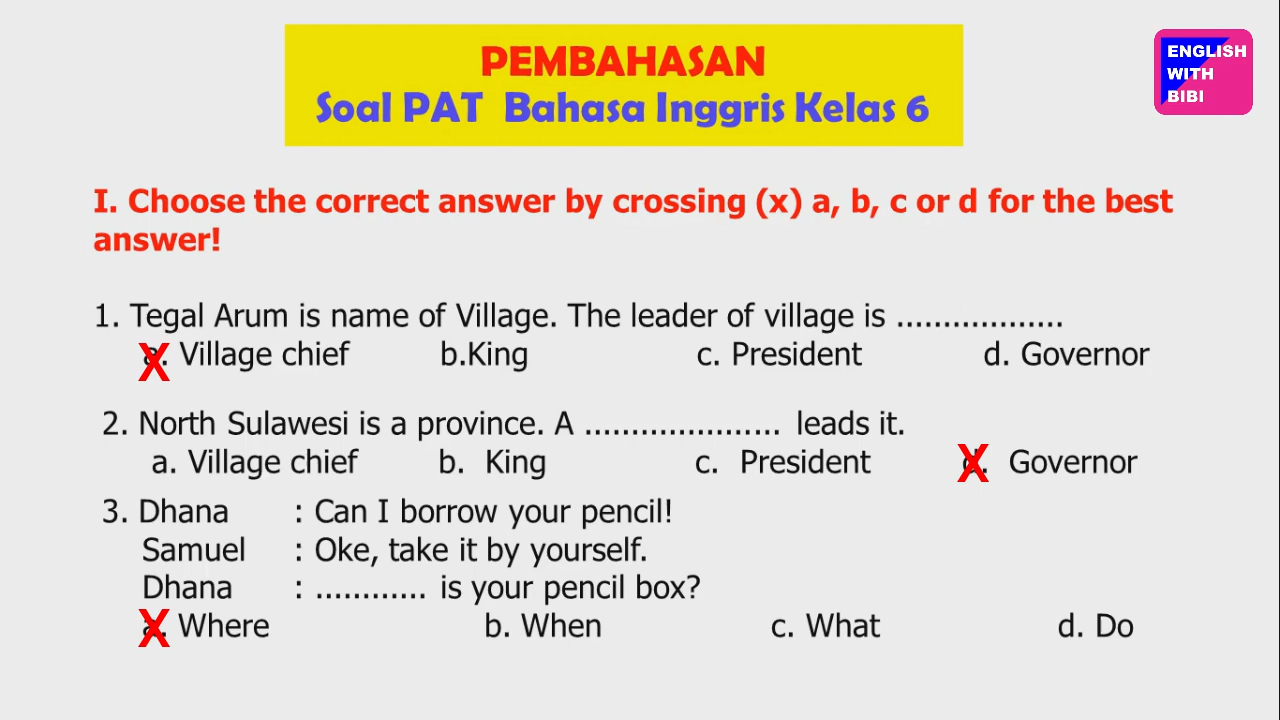 PEMBAHASAN
Soal PAT Bahasa Inggris Kelas 6
ENGLISH
WITH
BIBI
I. Choose the correct answer by crossing (x) a, b, c or d for the best
answer!
1. Tegal Arum is name of Village. The leader of village is ..................
X a. Village chief b.King c. President d. Governor
2. North Sulawesi is a province. A ..................... leads it.
a. Village chief b. King c. President X d. Governor
3. Dhana : Can I borrow your pencil!
Samuel : Oke, take it by yourself.
Dhana : ............ is your pencil box?
X a. Where b. When c. What d. Do